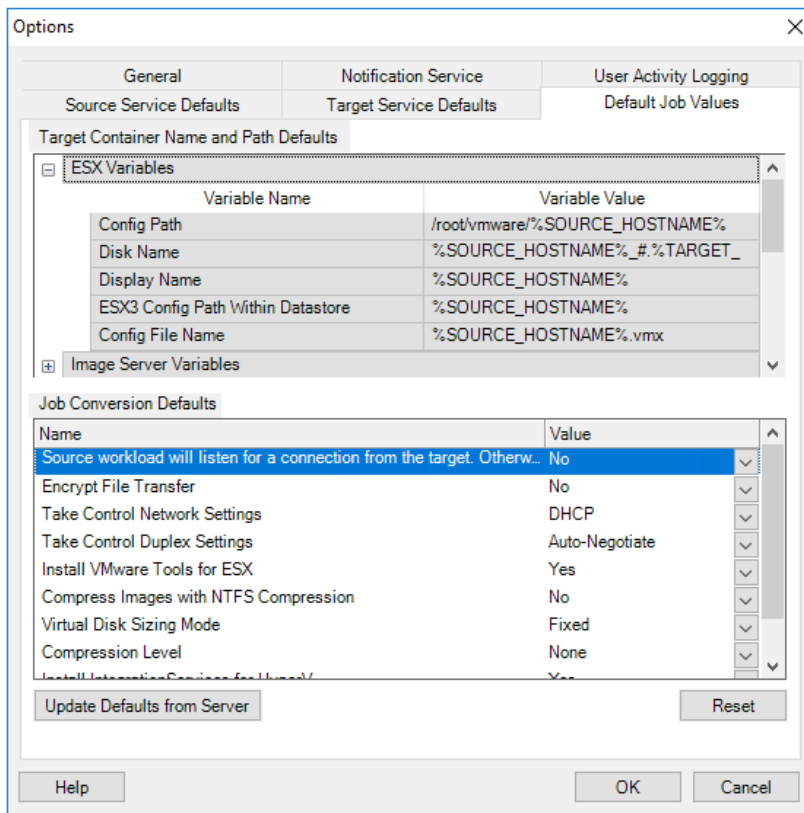 Options
General Notification Service User Activity Logging
Source Service Defaults Target Service Defaults Default Job Values
Target Container Name and Path Defaults
ESX Variables
Variable Name Variable Value
Config Path /root/vmware/%SOURCE_HOSTNAME%
Disk Name %SOURCE_HOSTNAME%_#.%TARGET_
Display Name %SOURCE_HOSTNAME%
ESX3 Config Path Within Datastore %SOURCE_HOSTNAME%
Config File Name %SOURCE_HOSTNAME%.vmx
Image Server Variables
Job Conversion Defaults
Name Value
Source workload will listen for a connection from the target. Otherw... No
Encrypt File Transfer No
Take Control Network Settings DHCP
Take Control Duplex Settings Auto-Negotiate
Install VMware Tools for ESX Yes
Compress Images with NTFS Compression No
Virtual Disk Sizing Mode Fixed
Compression Level None
Install IntegrationServices for HyperV Yes
Update Defaults from Server Reset
Help OK Cancel